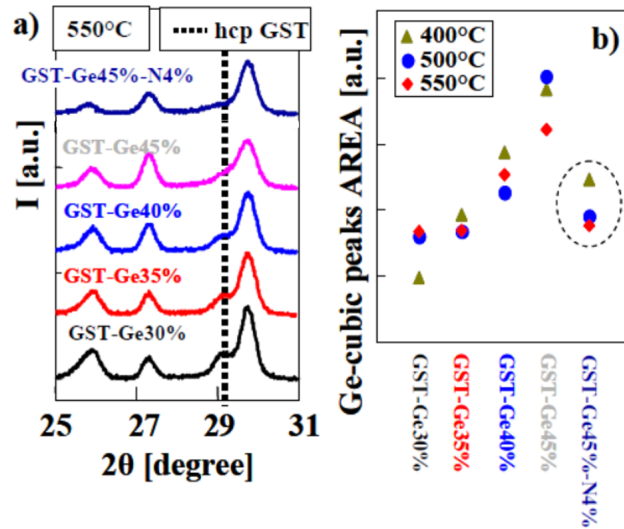 a)
550°C
hcp GST
GST-Ge45%-N4%
GST-Ge45%
GST-Ge40%
GST-Ge35%
GST-Ge30%
I [a.u.]
25 27 29 31
2θ [degree]
b)
400°C
500°C
550°C
Ge-cubic peaks AREA [a.u.]
GST-Ge30%
GST-Ge35%
GST-Ge40%
GST-Ge45%
GST-Ge45%-N4%